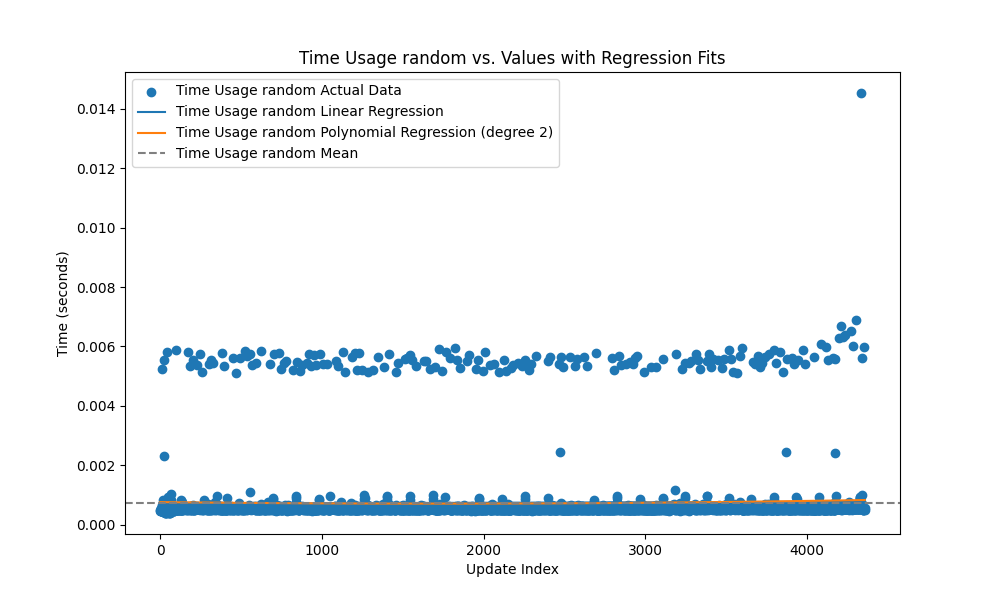 Time Usage random vs. Values with Regression Fits
Time Usage random Actual Data
Time Usage random Linear Regression
Time Usage random Polynomial Regression (degree 2)
Time Usage random Mean
0.014
0.012
0.010
0.008
0.006
0.004
0.002
0.000
Time (seconds)
0
1000
2000
3000
4000
Update Index